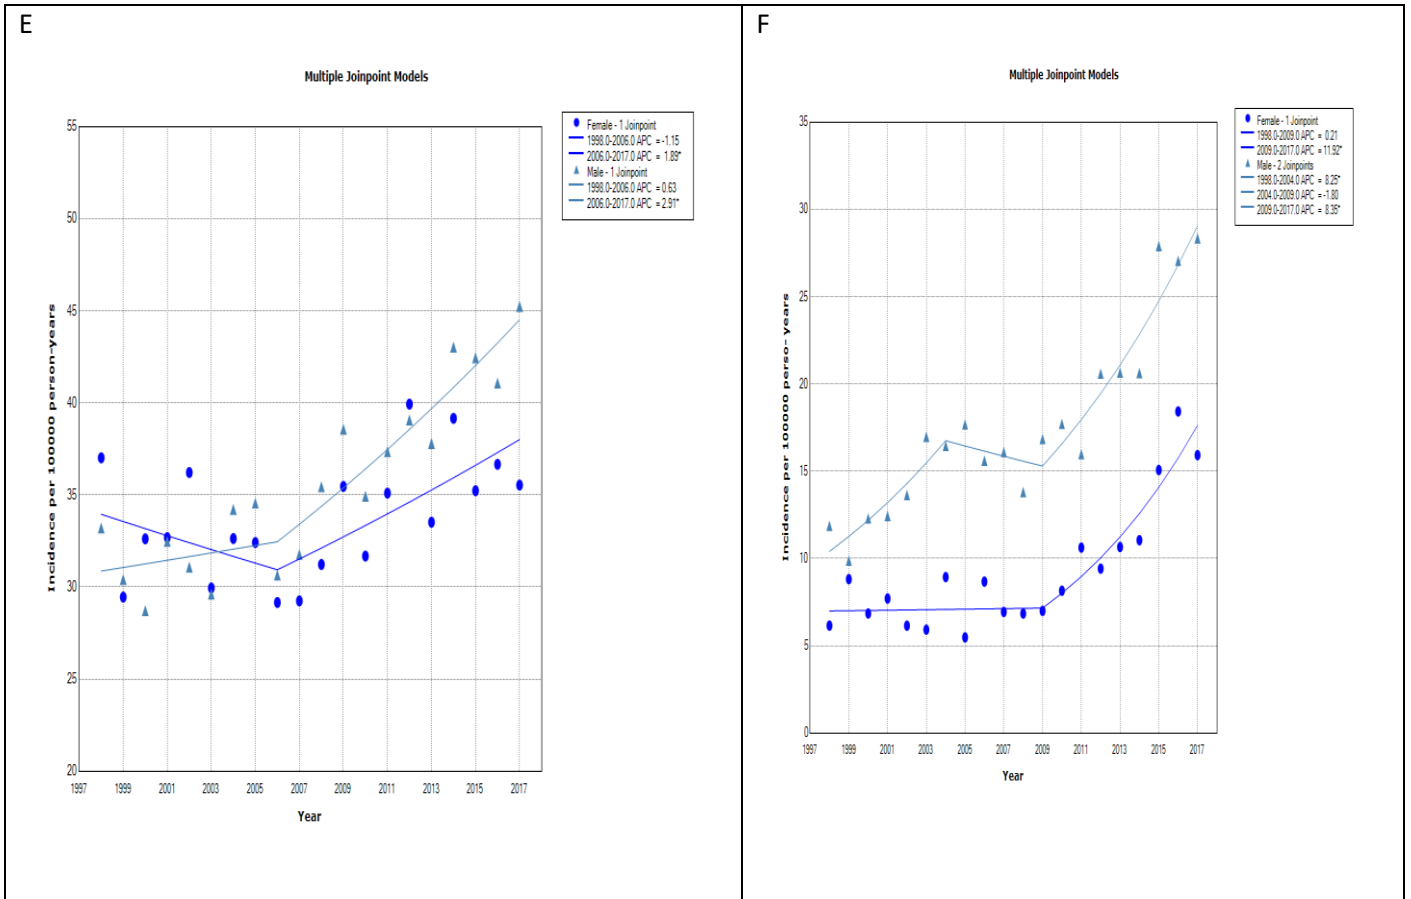 E
Multiple Joinpoint Models
Female - 1 Joinpoint
1998.0-2006.0 APC = -1.15
2006.0-2017.0 APC = 1.89*
Male - 1 Joinpoint
1998.0-2006.0 APC = 0.63
2006.0-2017.0 APC = 2.91*
55
50
45
40
35
30
25
20
Incidence per 100000 person-years
1997 1999 2001 2003 2005 2007 2009 2011 2013 2015 2017
Year
F
Multiple Joinpoint Models
Female - 1 Joinpoint
1998.0-2009.0 APC = 0.21
2009.0-2017.0 APC = 11.92*
Male - 2 Joinpoints
1998.0-2004.0 APC = 8.25*
2004.0-2009.0 APC = -1.80
2009.0-2017.0 APC = 8.35*
35
30
25
20
15
10
5
0
Incidence per 100000 perso-years
1997 1999 2001 2003 2005 2007 2009 2011 2013 2015 2017
Year